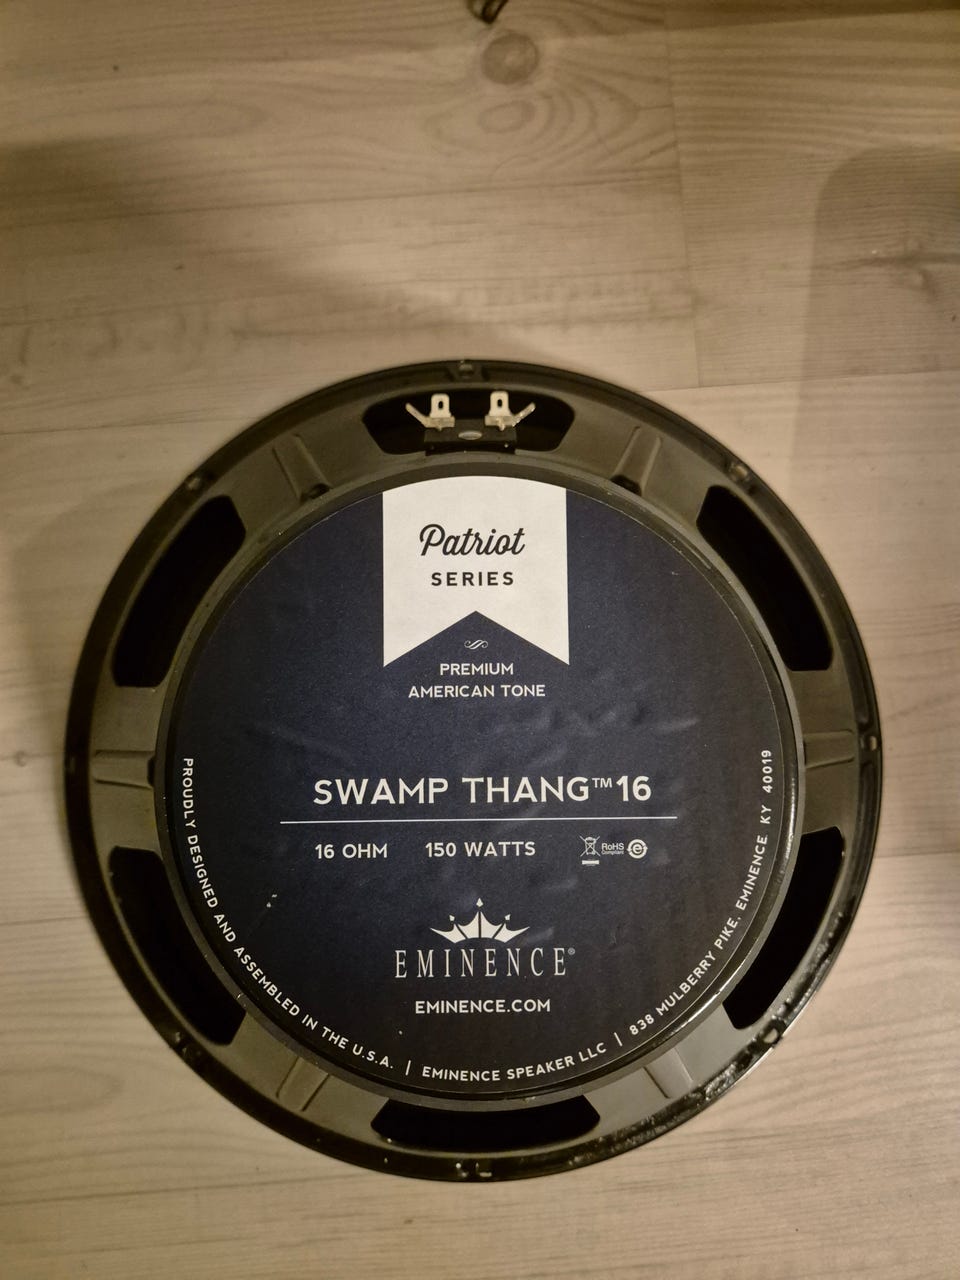 Patriot
SERIES
PREMIUM
AMERICAN TONE
SWAMP THANG™16
16 OHM 150 WATTS
RoHS
Compliant
e
EMINENCE®
EMINENCE.COM
PROUDLY DESIGNED AND ASSEMBLED IN THE U.S.A. | EMINENCE SPEAKER LLC | 838 MULBERRY PIKE, EMINENCE, KY 40019